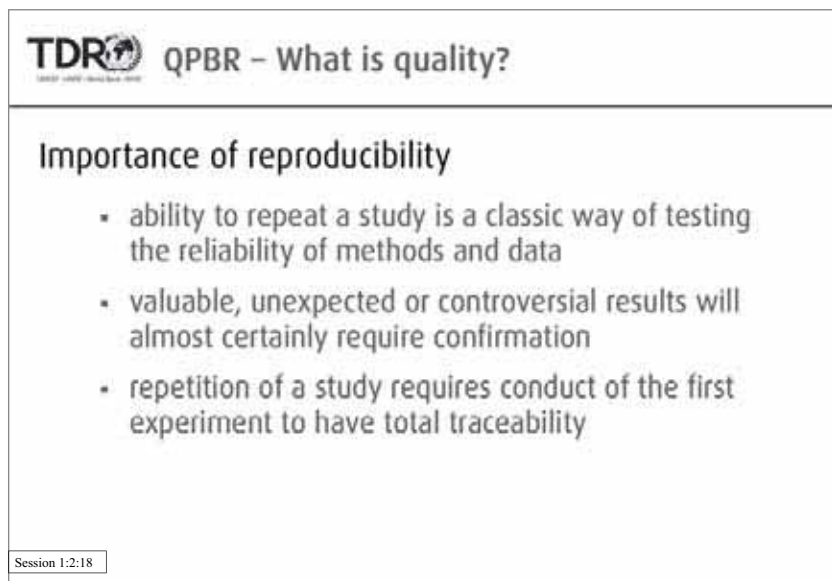 TDR QPBR – What is quality?
Importance of reproducibility
▪ ability to repeat a study is a classic way of testing
the reliability of methods and data
▪ valuable, unexpected or controversial results will
almost certainly require confirmation
▪ repetition of a study requires conduct of the first
experiment to have total traceability
Session 1:2:18